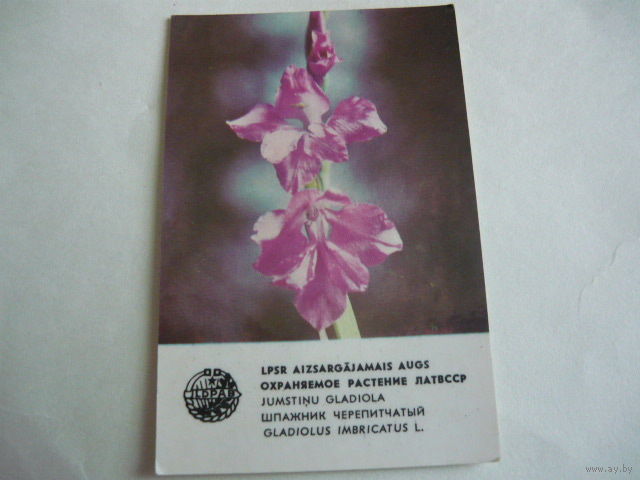 LPSR AIZSARGĀJAMAIS AUGS
ОХРАНЯЕМОЕ РАСТЕНИЕ ЛАТВССР
JUMSTIŅU GLADIOLA
ШПАЖНИК ЧЕРЕПИТЧАТЫЙ
GLADIOLUS IMBRICATUS L.
www.ay.by